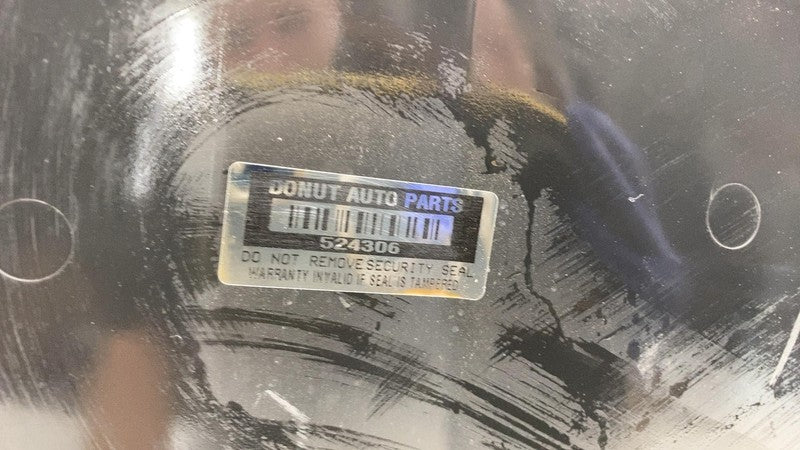 DONUT AUTO PARTS
524306
DO NOT REMOVE SECURITY SEAL
WARRANTY INVALID IF SEAL IS TAMPERED